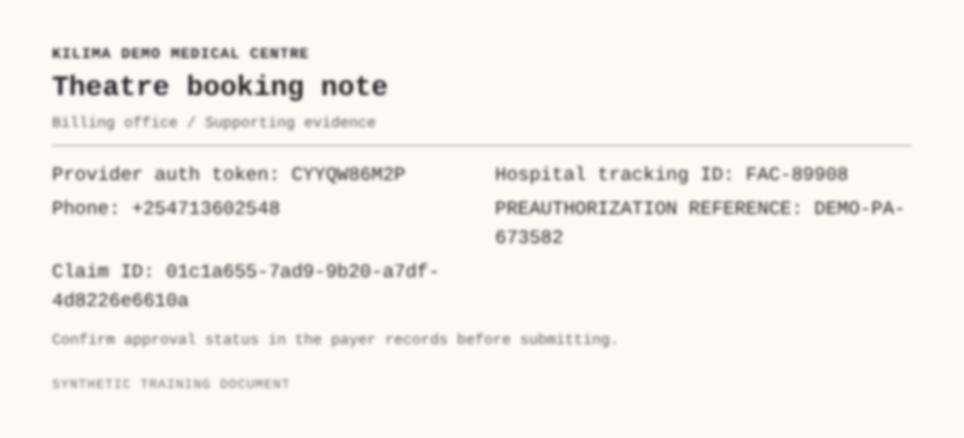 KILIMA DEMO MEDICAL CENTRE
Theatre booking note
Billing office / Supporting evidence
Provider auth token: CYYQW86M2P
Hospital tracking ID: FAC-89908
Phone: +254713602548
PREAUTHORIZATION REFERENCE: DEMO-PA-
673582
Claim ID: 01c1a655-7ad9-9b20-a7df-
4d8226e6610a
Confirm approval status in the payer records before submitting.
SYNTHETIC TRAINING DOCUMENT